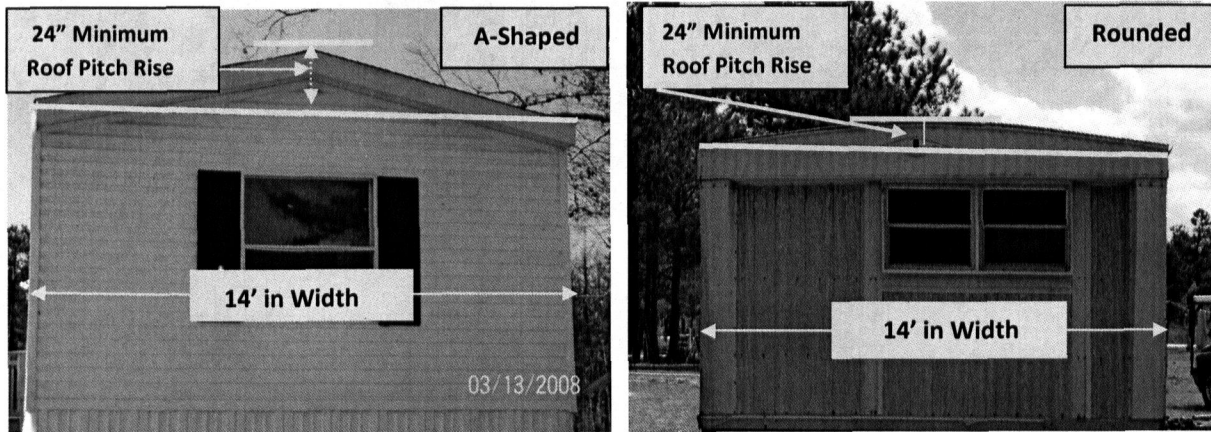 24” Minimum
Roof Pitch Rise
A-Shaped
14’ in Width
03/13/2008
24” Minimum
Roof Pitch Rise
Rounded
14’ in Width